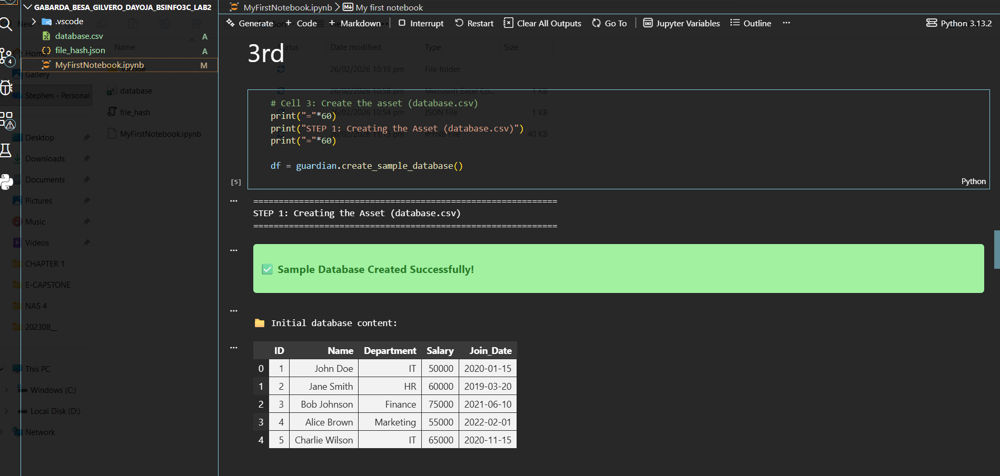 GABARDA_BESA_GILVERO_DAYOJA_BSINFO3C_LAB2
.vscode
database.csv A
file_hash.json A
MyFirstNotebook.ipynb M
4
New
Home
Gallery
Stephen - Personal
Desktop
Downloads
Documents
Pictures
Music
Videos
CHAPTER 1
E-CAPSTONE
NAS 4
202308__
This PC
Windows (C:)
Local Disk (D:)
Network
Name Status Date modified Type Size
26/02/2026 10:19 pm File folder
database 26/02/2026 10:58 pm Microsoft Excel Co... 1 KB
file_hash 26/02/2026 10:54 pm JSON File 1 KB
MyFirstNotebook.ipynb 26/02/2026 11:15 pm IPYNB File 40 KB
MyFirstNotebook.ipynb > My first notebook
Generate + Code + Markdown Interrupt Restart Clear All Outputs Go To Jupyter Variables Outline ... Python 3.13.2
3rd
# Cell 3: Create the asset (database.csv)
print("="*60)
print("STEP 1: Creating the Asset (database.csv)")
print("="*60)
df = guardian.create_sample_database()
[5]
Python
============================================================
STEP 1: Creating the Asset (database.csv)
============================================================
✅ Sample Database Created Successfully!
📁 Initial database content:
ID Name Department Salary Join_Date
0 1 John Doe IT 50000 2020-01-15
1 2 Jane Smith HR 60000 2019-03-20
2 3 Bob Johnson Finance 75000 2021-06-10
3 4 Alice Brown Marketing 55000 2022-02-01
4 5 Charlie Wilson IT 65000 2020-11-15